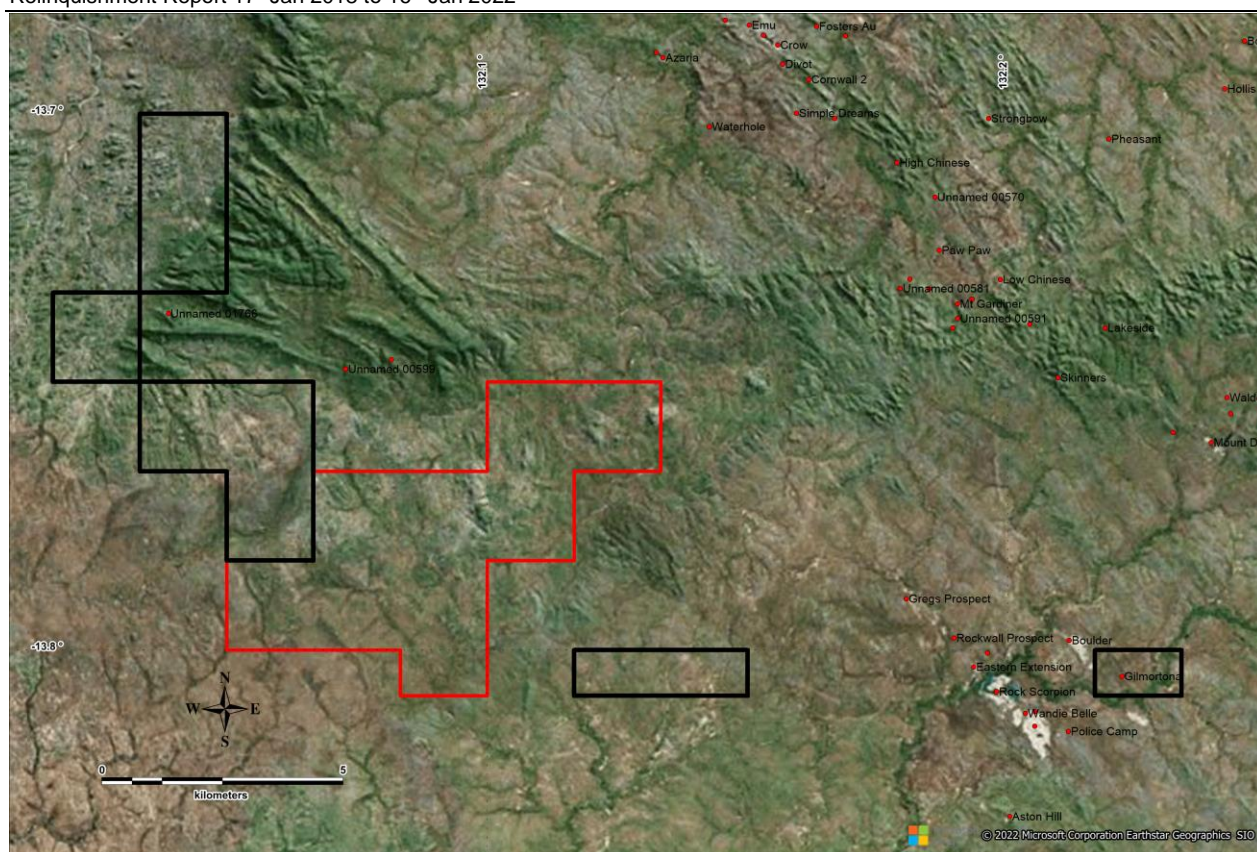 Relinquishment Report 17 Jan 2018 to 16 Jan 2022
Emu
Fosters Au
Crow
Azaria
Divot
Cornwall 2
132.1 °
132.2 °
-13.7 °
Simple Dreams
Waterhole
Strongbow
Hollis
Pheasant
High Chinese
Unnamed 00570
Paw Paw
Low Chinese
Unnamed 00581
Mt Gardiner
Unnamed 01766
Unnamed 00591
Lakeside
Unnamed 00599
Skinners
Wald
Mount D
Gregs Prospect
-13.8 °
Rockwall Prospect
Boulder
Eastern Extension
Gilmortona
Rock Scorpion
Wandie Belle
Police Camp
N
W E
S
0 5
kilometers
Aston Hill
© 2022 Microsoft Corporation Earthstar Geographics SIO